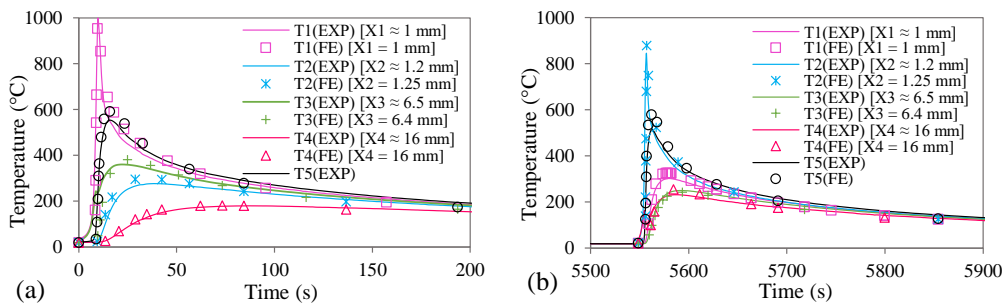 (a)
Temperature (°C)
1000
800
600
400
200
0
0
50
100
150
200
Time (s)
T1(EXP) [X1 ≈ 1 mm]
T1(FE) [X1 = 1 mm]
T2(EXP) [X2 ≈ 1.2 mm]
T2(FE) [X2 = 1.25 mm]
T3(EXP) [X3 ≈ 6.5 mm]
T3(FE) [X3 = 6.4 mm]
T4(EXP) [X4 ≈ 16 mm]
T4(FE) [X4 = 16 mm]
T5(EXP)
(b)
Temperature (°C)
1000
800
600
400
200
0
5500
5600
5700
5800
5900
Time (s)
T1(EXP) [X1 ≈ 1 mm]
T1(FE) [X1 = 1 mm]
T2(EXP) [X2 ≈ 1.2 mm]
T2(FE) [X2 = 1.25 mm]
T3(EXP) [X3 ≈ 6.5 mm]
T3(FE) [X3 = 6.4 mm]
T4(EXP) [X4 ≈ 16 mm]
T4(FE) [X4 = 16 mm]
T5(EXP)
T5(FE)